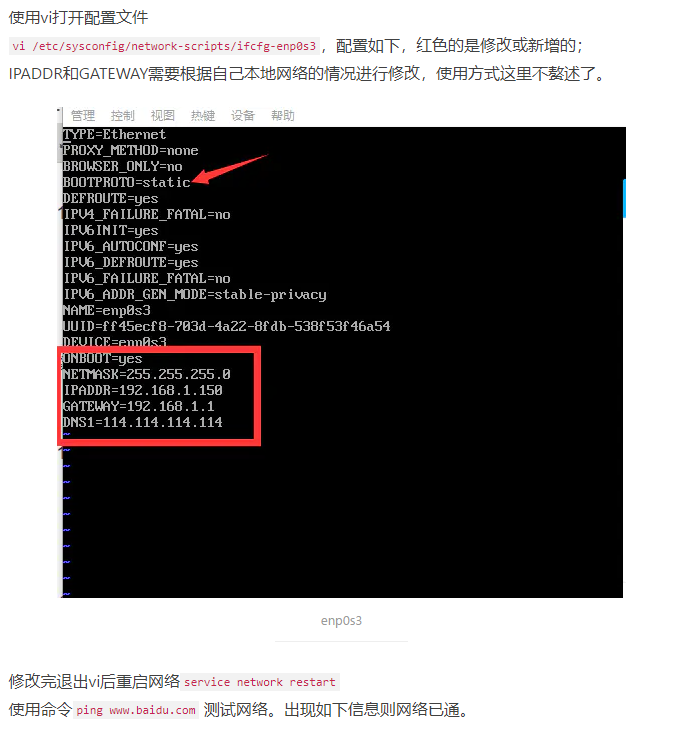 使用vi打开配置文件
vi /etc/sysconfig/network-scripts/ifcfg-enp0s3，配置如下，红色的是修改或新增的；
IPADDR和GATEWAY需要根据自己本地网络的情况进行修改，使用方式这里不赘述了。
管理 控制 视图 热键 设备 帮助
TYPE=Ethernet
PROXY_METHOD=none
BROWSER_ONLY=no
BOOTPROTO=static
DEFROUTE=yes
IPV4_FAILURE_FATAL=no
IPV6INIT=yes
IPV6_AUTOCONF=yes
IPV6_DEFROUTE=yes
IPV6_FAILURE_FATAL=no
IPV6_ADDR_GEN_MODE=stable-privacy
NAME=enp0s3
UUID=ff45ecf8-703d-4a22-8fdb-538f53f46a54
DEVICE=enp0s3
ONBOOT=yes
NETMASK=255.255.255.0
IPADDR=192.168.1.150
GATEWAY=192.168.1.1
DNS1=114.114.114.114
~
~
~
~
~
~
~
~
~
~
~
enp0s3
修改完退出vi后重启网络 service network restart
使用命令 ping www.baidu.com 测试网络。出现如下信息则网络已通。